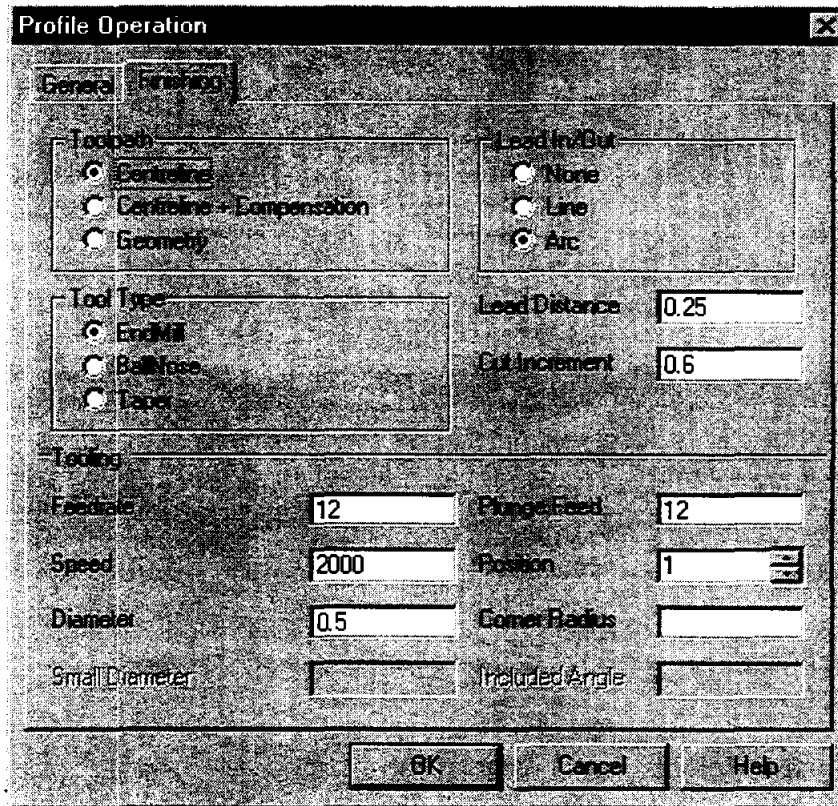 Profile Operation
General Finishing
Toolpath
Centreline
Centreline + Compensation
Geometry
Lead In/Out
None
Line
Arc
Tool Type
EndMill
BallNose
Taper
Lead Distance 0.25
Cut Increment 0.6
Tooling
Feedrate 12 Plunge Feed 12
Speed 2000 Position 1
Diameter 0.5 Corner Radius
Small Diameter Included Angle
OK Cancel Help